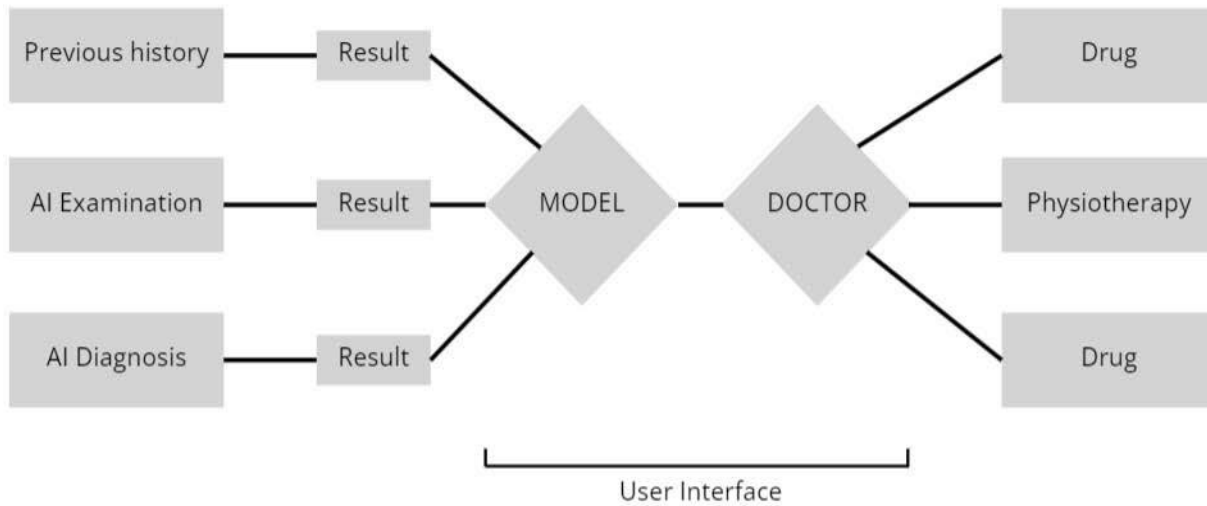 Previous history
Result
Drug
AI Examination
Result
MODEL
DOCTOR
Physiotherapy
AI Diagnosis
Result
Drug
User Interface